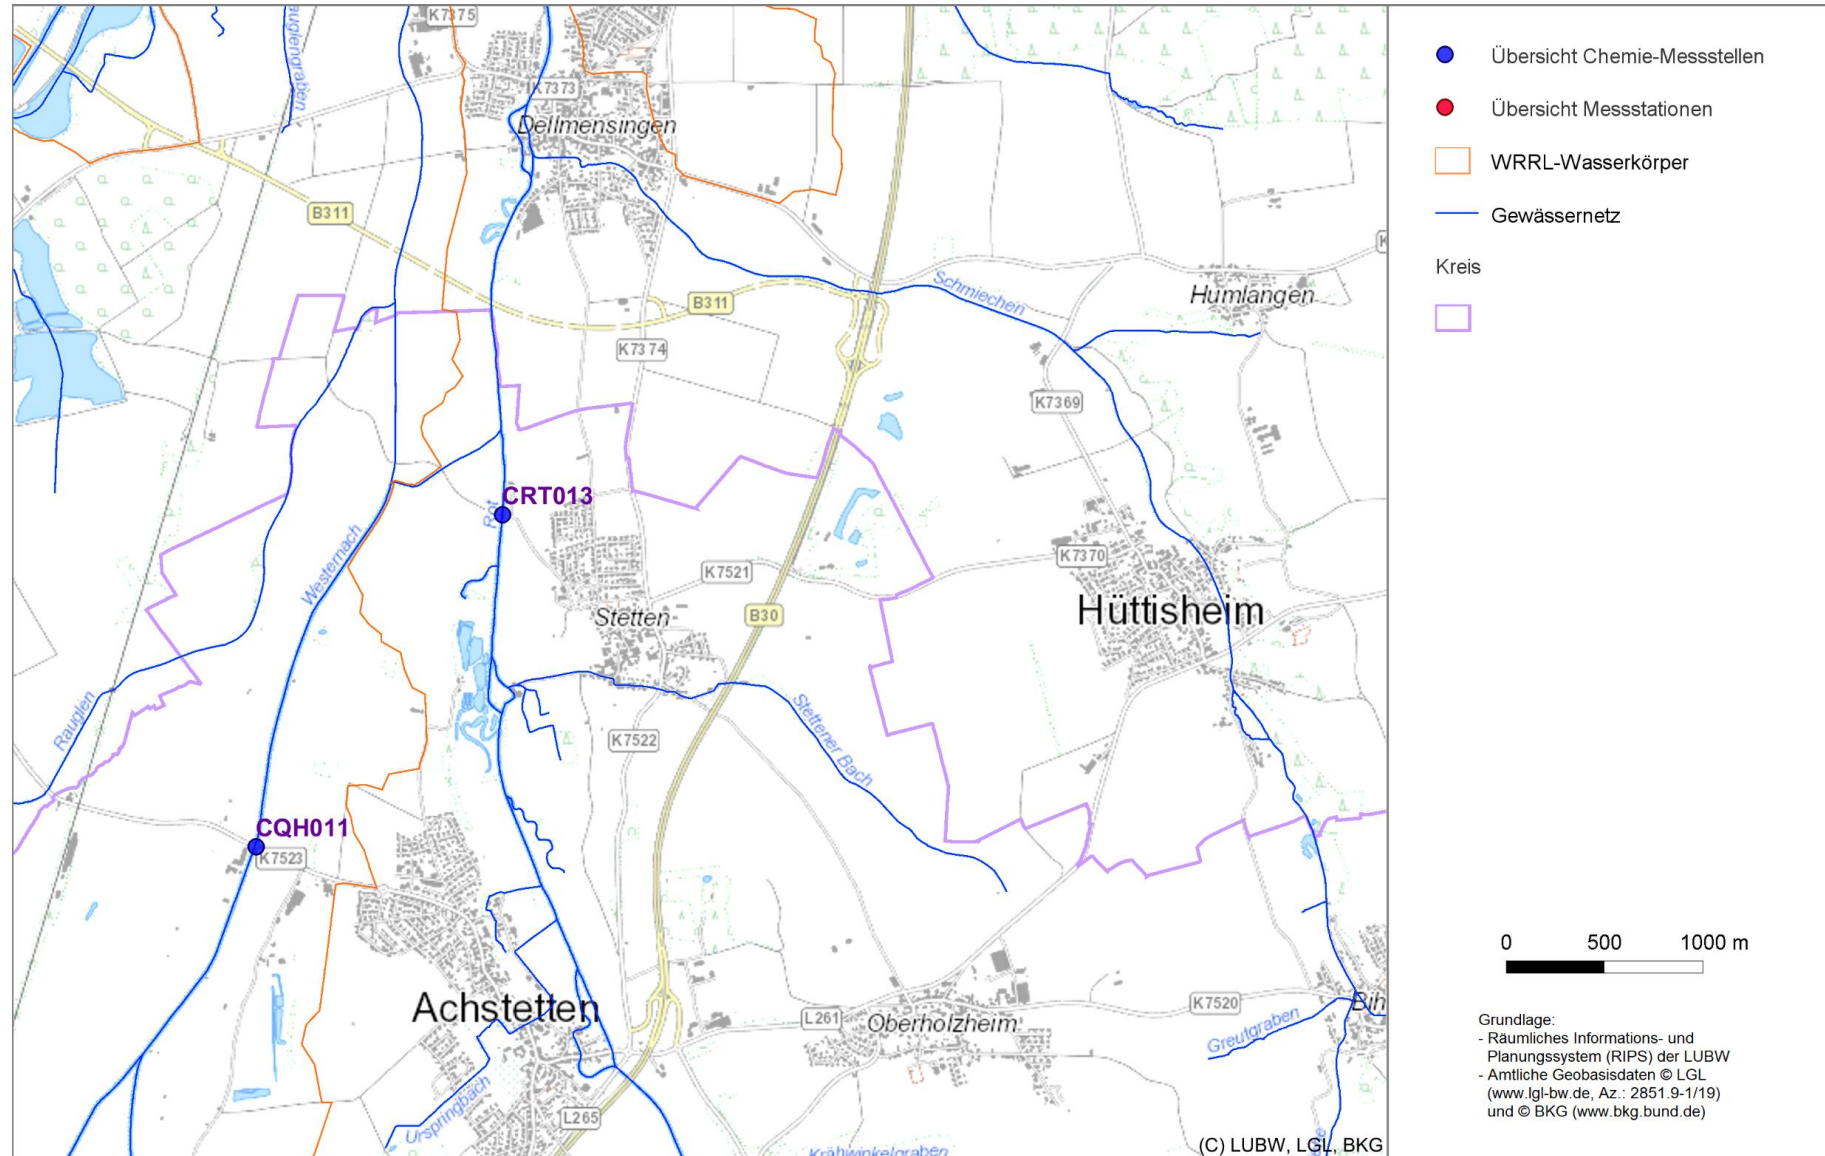 K7375
Rauglengraben
K7373
Dellmensingen
B311
Schmiechen
Humlangen
B311
K7374
K7369
CRT013
Rot
Westernach
K7521
K7370
Stetten
B30
Hüttisheim
Rauglen
K7522
Stettener Bach
CQH011
K7523
Achstetten
L261
Oberholzheim
K7520
Greutgraben
Bih
Urspringbach
L265
Krähwinkelgraben
(C) LUBW, LGL, BKG
Übersicht Chemie-Messstellen
Übersicht Messstationen
WRRL-Wasserkörper
Gewässernetz
Kreis
0 500 1000 m
Grundlage:
- Räumliches Informations- und
Planungssystem (RIPS) der LUBW
- Amtliche Geobasisdaten © LGL
(www.lgl-bw.de, Az.: 2851.9-1/19)
und © BKG (www.bkg.bund.de)